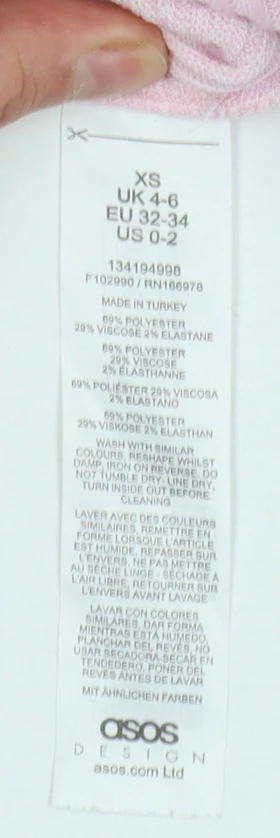 XS
UK 4-6
EU 32-34
US 0-2
134194998
F102990 / RN166978
MADE IN TURKEY
69% POLYESTER
29% VISCOSE 2% ELASTANE
69% POLYESTER
29% VISCOSE
2% ÉLASTHANNE
69% POLIÉSTER 29% VISCOSA
2% ELASTANO
69% POLYESTER
29% VISKOSE 2% ELASTHAN
WASH WITH SIMILAR
COLOURS, RESHAPE WHILST
DAMP, IRON ON REVERSE, DO
NOT TUMBLE DRY- LINE DRY,
TURN INSIDE OUT BEFORE
CLEANING
LAVER AVEC DES COULEURS
SIMILAIRES, REMETTRE EN
FORME LORSQUE L'ARTICLE
EST HUMIDE, REPASSER SUR
L'ENVERS, NE PAS METTRE
AU SÈCHE LINGE - SÉCHAGE À
L'AIR LIBRE, RETOURNER SUR
L'ENVERS AVANT LAVAGE
LAVAR CON COLORES
SIMILARES, DAR FORMA
MIENTRAS ESTÁ HÚMEDO,
PLANCHAR DEL REVÉS, NO
USAR SECADORA-SECAR EN
TENDEDERO, PONER DEL
REVÉS ANTES DE LAVAR
MIT ÄHNLICHEN FARBEN
asos
DESIGN
asos.com Ltd